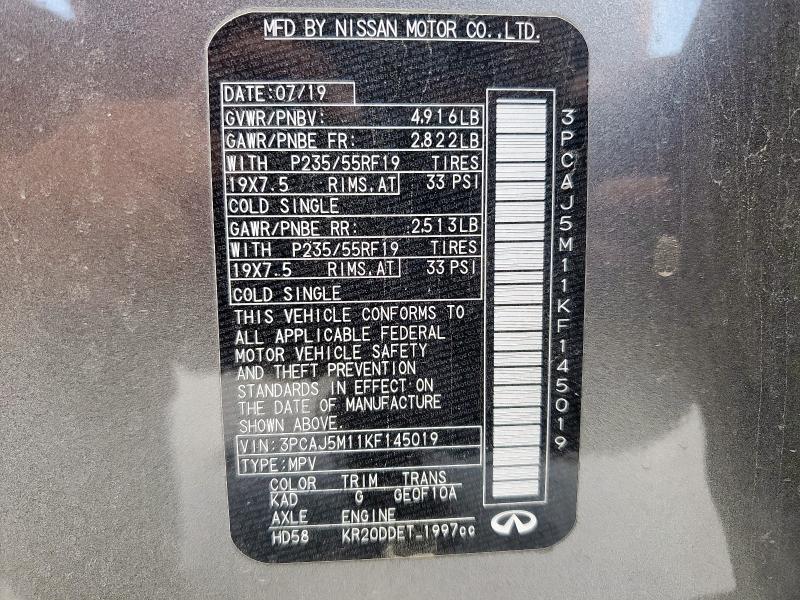 MFD BY NISSAN MOTOR CO.,LTD.
DATE:07/19
GVWR/PNBV: 4,916LB
GAWR/PNBE FR: 2,822LB
WITH P235/55RF19 TIRES
19X7.5 RIMS,AT 33 PSI
COLD SINGLE
GAWR/PNBE RR: 2,513LB
WITH P235/55RF19 TIRES
19X7.5 RIMS,AT 33 PSI
COLD SINGLE
THIS VEHICLE CONFORMS TO
ALL APPLICABLE FEDERAL
MOTOR VEHICLE SAFETY
AND THEFT PREVENTION
STANDARDS IN EFFECT ON
THE DATE OF MANUFACTURE
SHOWN ABOVE.
VIN:3PCAJ5M11KF145019
TYPE:MPV
COLOR TRIM TRANS
KAD G GE0F10A
AXLE ENGINE
HD58 KR20DDET_1997cc
3PCAJ5M11KF145019